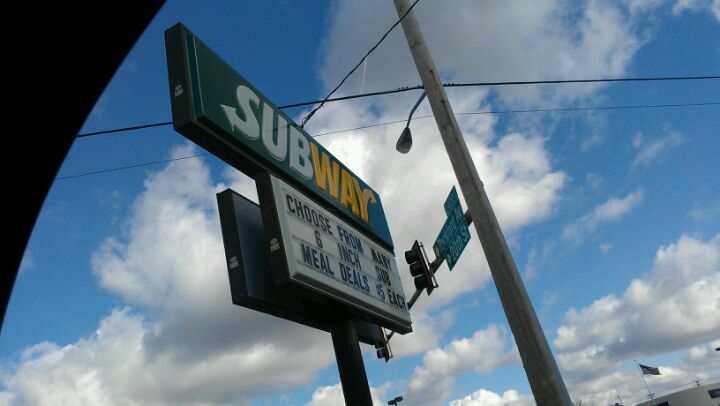 SUBWAY
CHOOSE FROM MANY
6 INCH SUB
MEAL DEALS $5 EACH